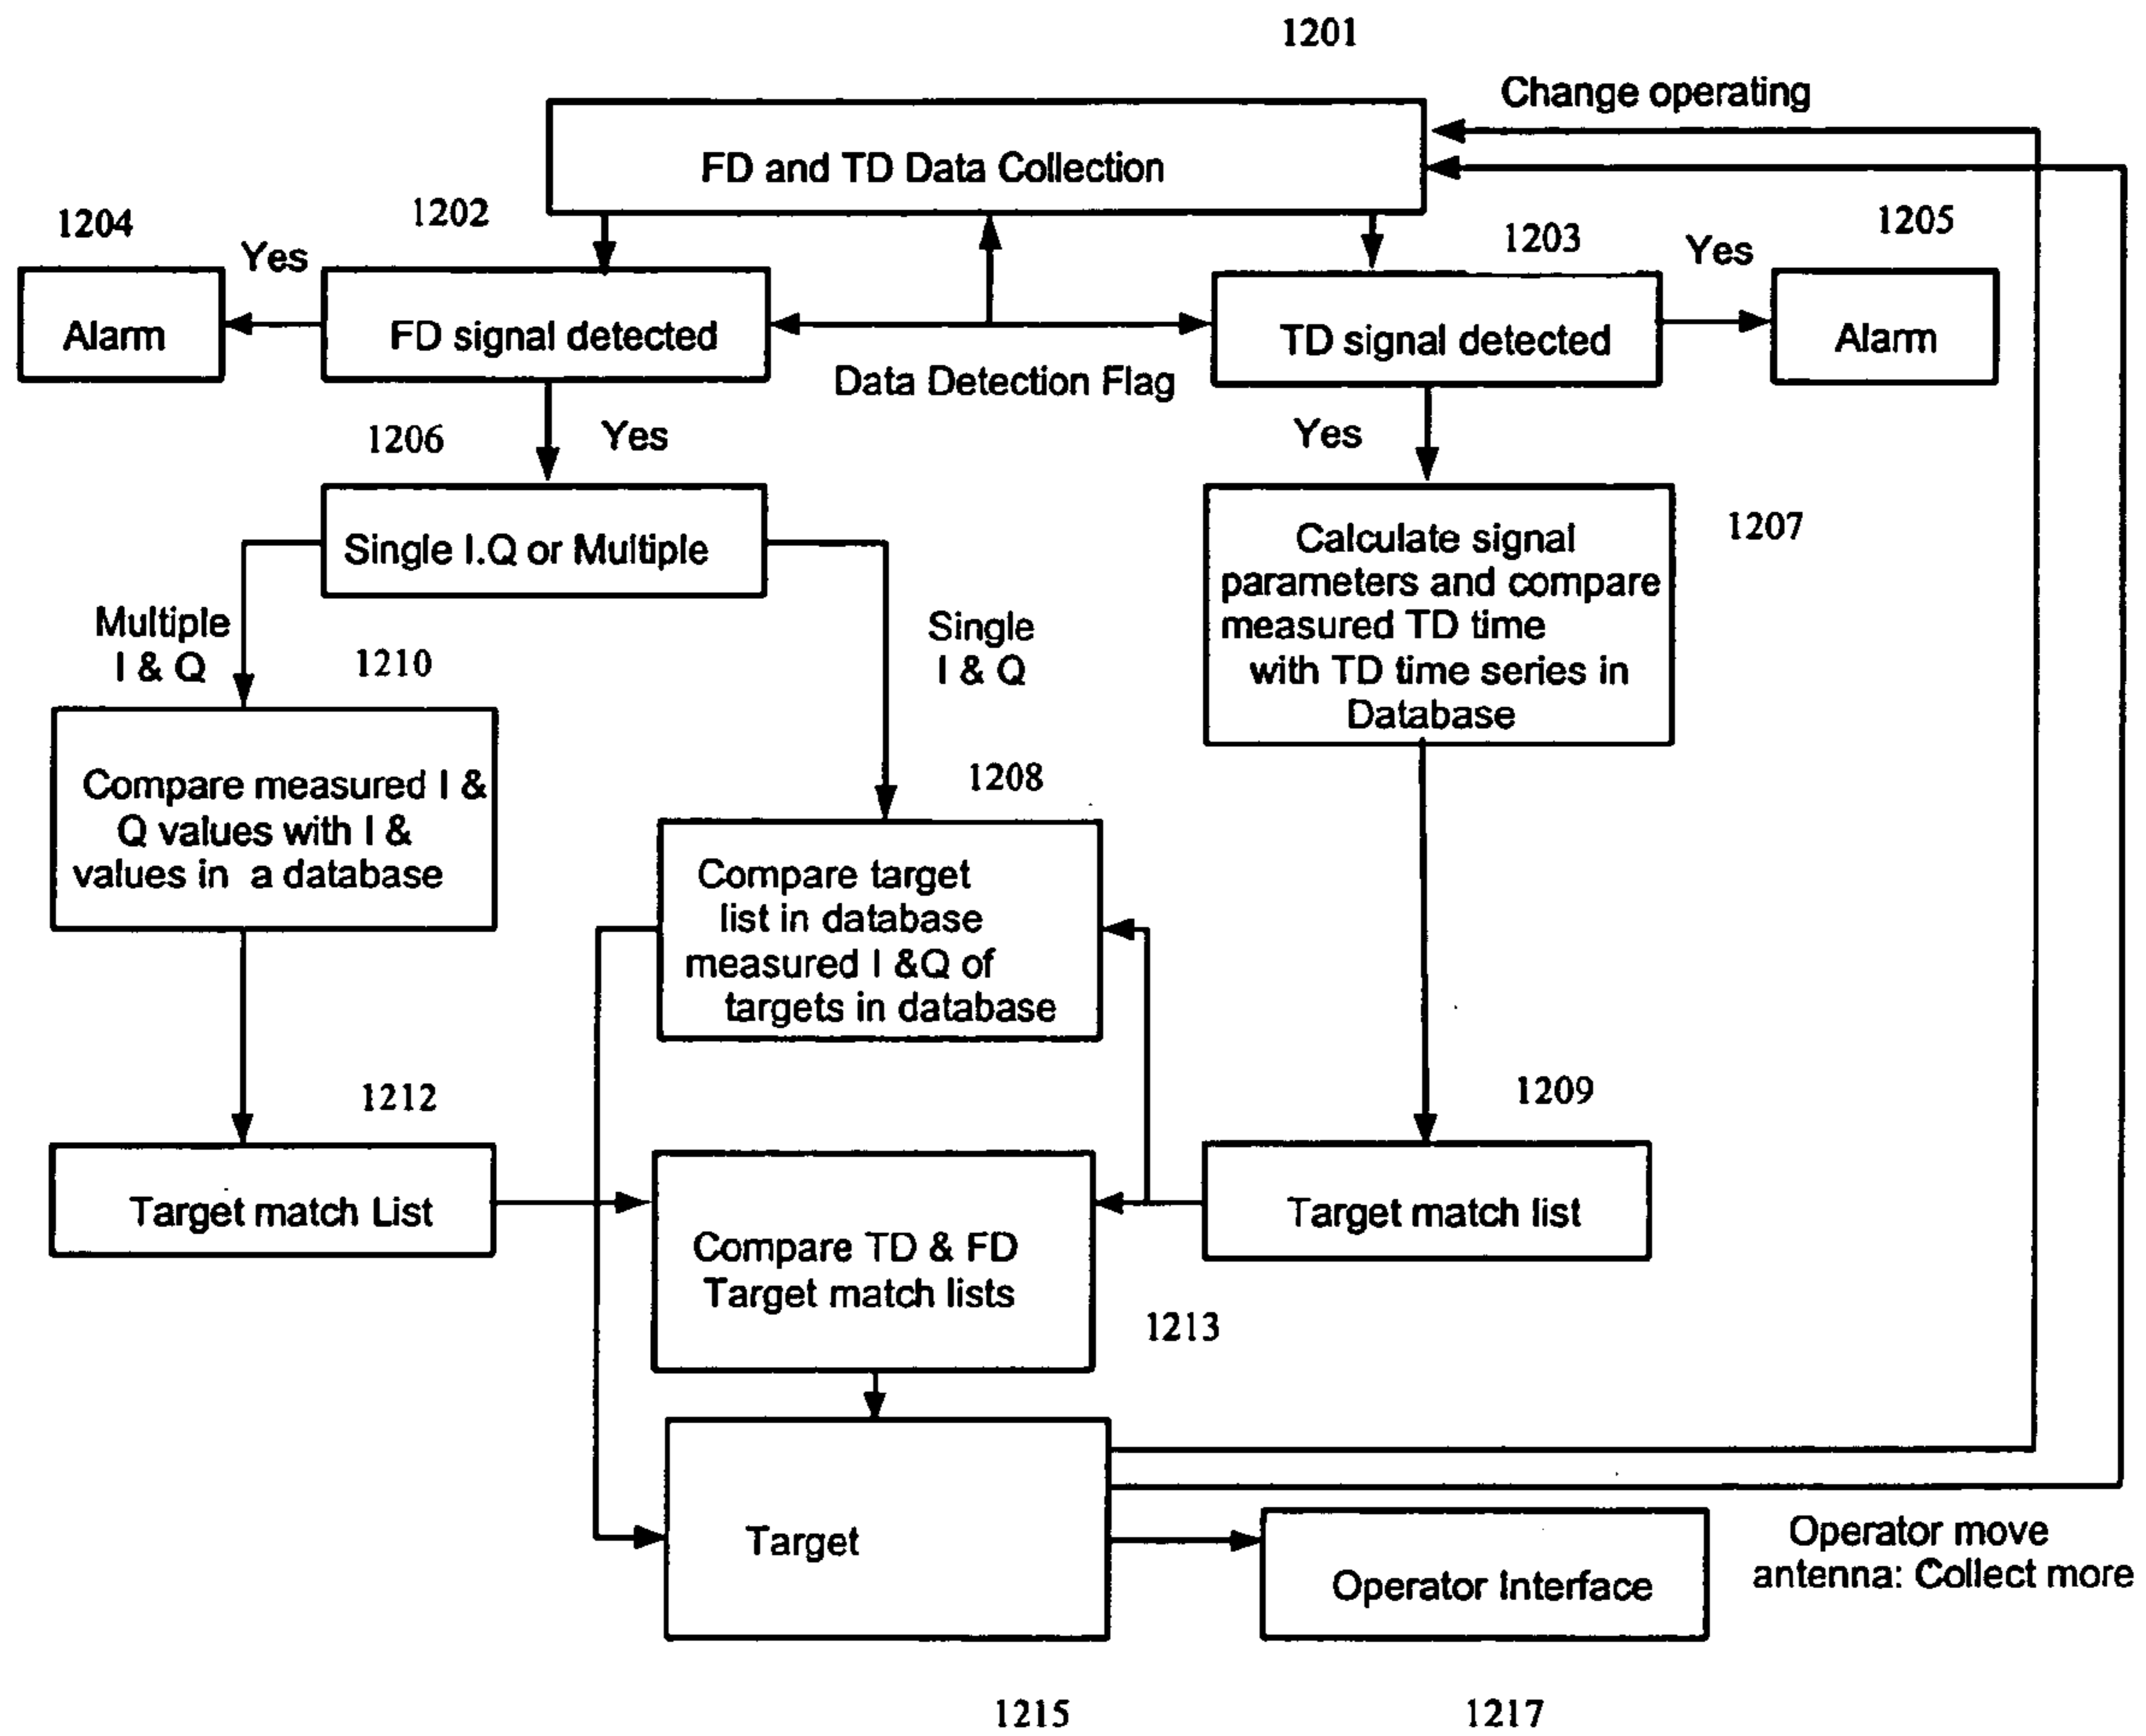 1201
Change operating
FD and TD Data Collection
1204
Yes
1202
1203
Yes
1205
Alarm
FD signal detected
Data Detection Flag
TD signal detected
Alarm
1206
Yes
Yes
Single I.Q or Multiple
Calculate signal
parameters and compare
measured TD time
with TD time series in
Database
1207
Multiple
I & Q
1210
Single
I & Q
Compare measured I &
Q values with I &
values in a database
1208
Compare target
list in database
measured I &Q of
targets in database
1212
1209
Target match List
Compare TD & FD
Target match lists
Target match list
1213
Target
Operator Interface
Operator move
antenna: Collect more
1215
1217